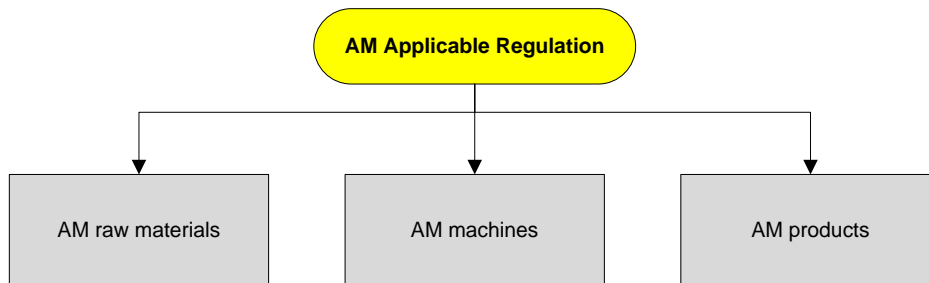 AM Applicable Regulation
AM raw materials
AM machines
AM products